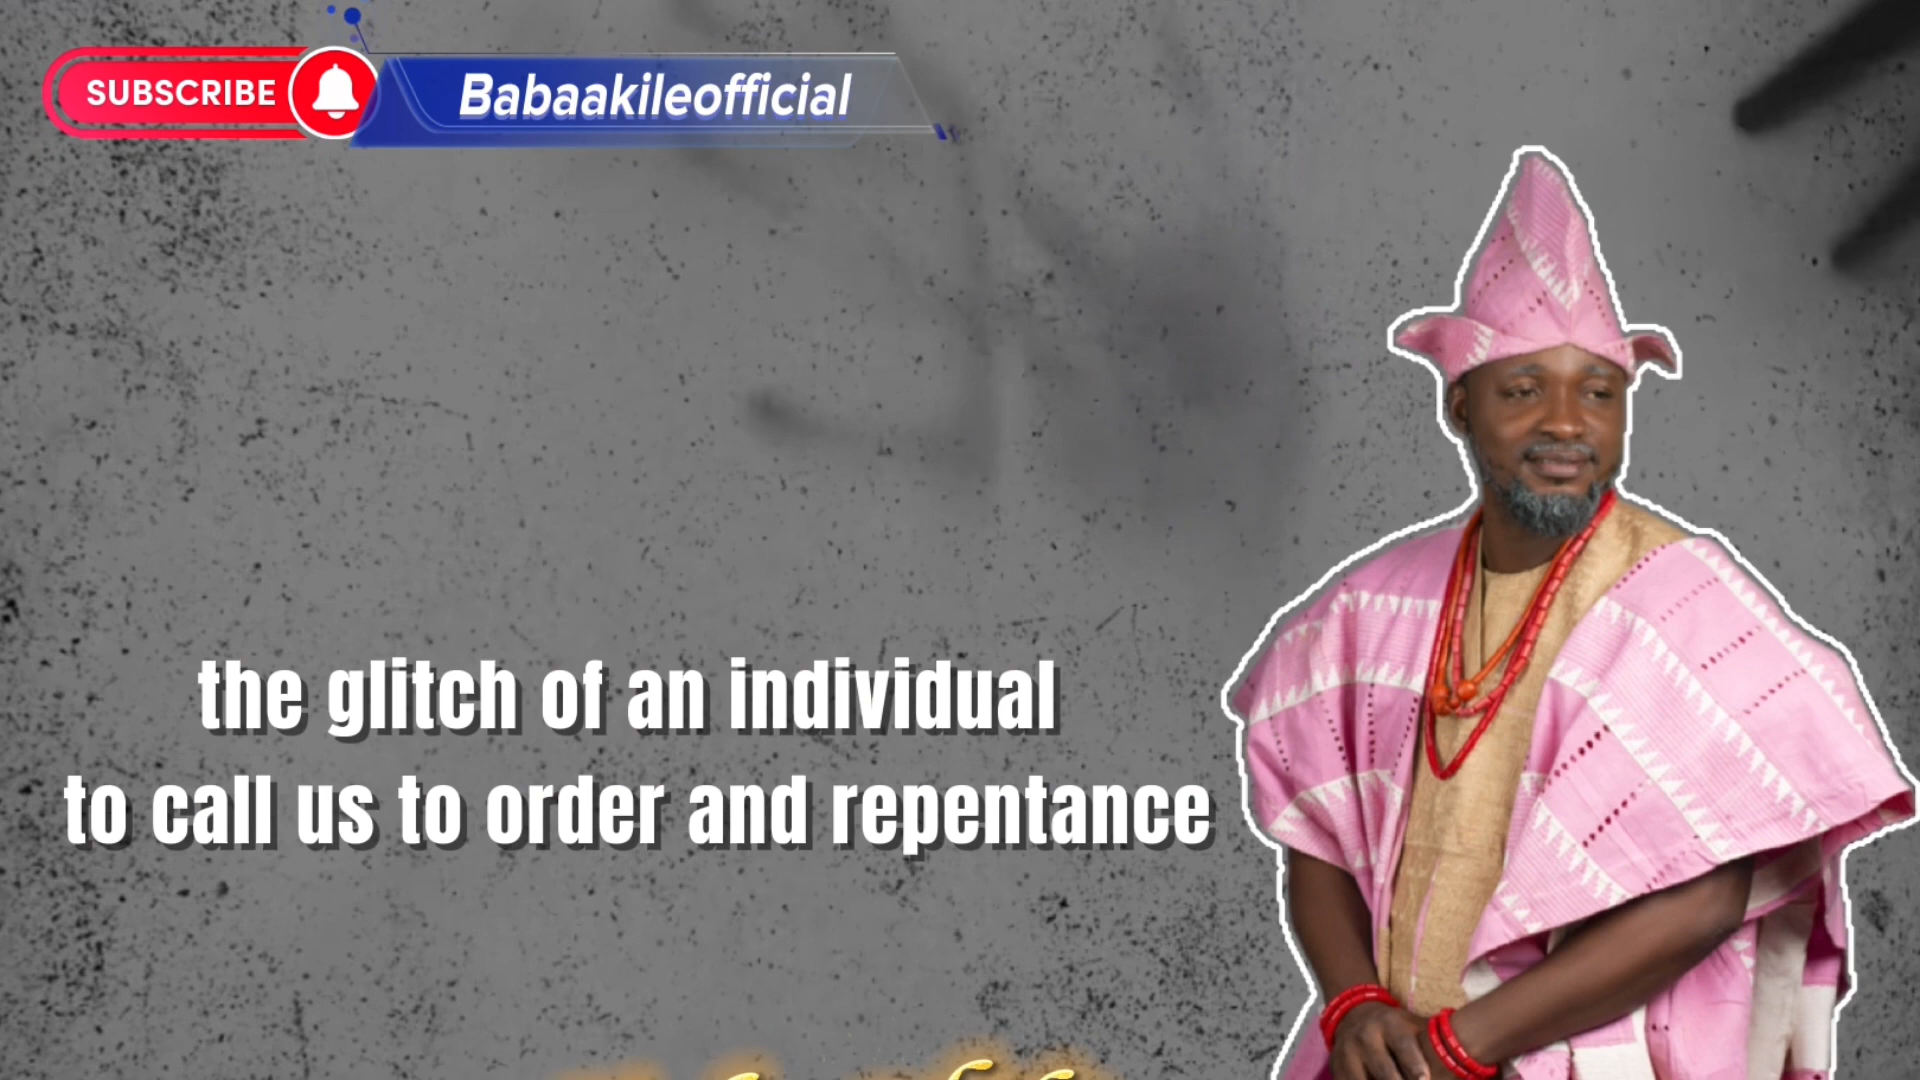 SUBSCRIBE
Babaakileofficial
the glitch of an individual
to call us to order and repentance